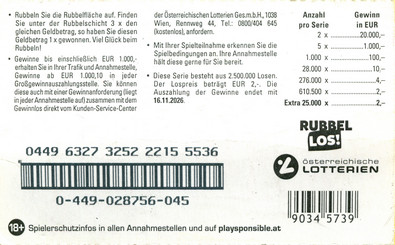 • Rubbeln Sie die Rubbelfläche auf. Finden
Sie unter der Rubbelschicht 3 x den
gleichen Geldbetrag, so haben Sie diesen
Geldbetrag 1 x gewonnen. Viel Glück beim
Rubbeln!
• Gewinne bis einschließlich EUR 1.000,-
erhalten Sie in Ihrer Trafik und Annahmestelle,
Gewinne ab EUR 1.000,10 in jeder
Großgewinnauszahlungsstelle. Sie können
diese auch mit einer Gewinnanforderung (liegt
in jeder Annahmestelle auf) zusammen mit dem
Gewinnlos direkt vom Kunden-Service-Center
der Österreichischen Lotterien Ges.m.b.H., 1038
Wien, Rennweg 44, Tel.: 0800/404 645
(kostenlos), anfordern.
• Mit Ihrer Spielteilnahme erkennen Sie die
Spielbedingungen an. Ihre Annahmestelle
hält diese gerne für Sie bereit.
• Diese Serie besteht aus 2.500.000 Losen.
Der Lospreis beträgt EUR 2,-. Die
Auszahlung der Gewinne endet mit
16.11.2026.
Anzahl Gewinn
pro Serie in EUR
2 x 20.000,-
5 x 1.000,-
1.000 x 100,-
28.000 x 10,-
276.000 x 4,-
610.500 x 2,-
Extra 25.000 x 2,-
RUBBEL
LOS!
österreichische
LOTTERIEN
0449 6327 3252 2215 5536
0-449-028756-045
9034 5739
18+ Spielerschutzinfos in allen Annahmestellen und auf playsponsible.at